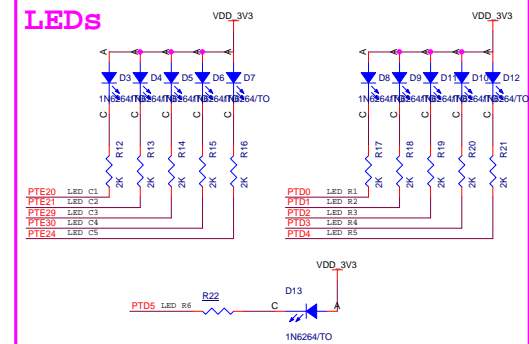 LEDs
VDD_3V3
VDD_3V3
A A A A A
A A A A A
D3 D4 D5 D6 D7
D8 D9 D11 D10 D12
1N6264/TO
1N6264/TO
C C C C C
C C C C C
R12 R13 R14 R15 R16
R17 R18 R19 R20 R21
2K 2K 2K 2K 2K
2K 2K 2K 2K 2K
PTE20 LED C1
PTE21 LED C2
PTE29 LED C3
PTE30 LED C4
PTE24 LED C5
PTD0 LED R1
PTD1 LED R2
PTD2 LED R3
PTD3 LED R4
PTD4 LED R5
VDD_3V3
D13
R22
PTD5 LED R6
C A
1N6264/TO